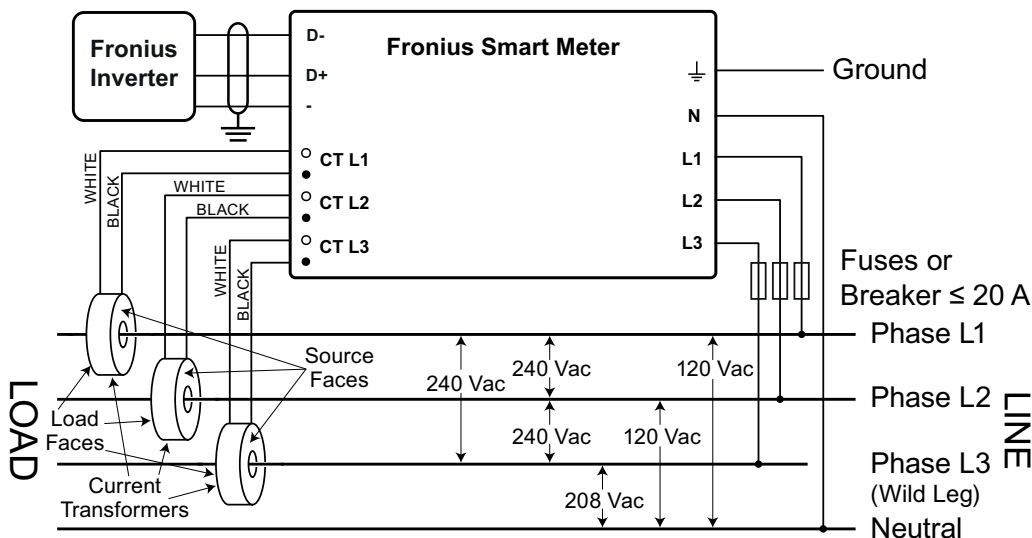 Fronius
Inverter
D-
D+
-
Fronius Smart Meter
Ground
N
L1
L2
L3
CT L1
CT L2
CT L3
WHITE
BLACK
WHITE
BLACK
WHITE
BLACK
Fuses or
Breaker ≤ 20 A
Phase L1
Source
Faces
240 Vac
240 Vac
120 Vac
LOAD
Load
Faces
Phase L2
LINE
240 Vac
120 Vac
Current
Transformers
208 Vac
Phase L3
(Wild Leg)
Neutral